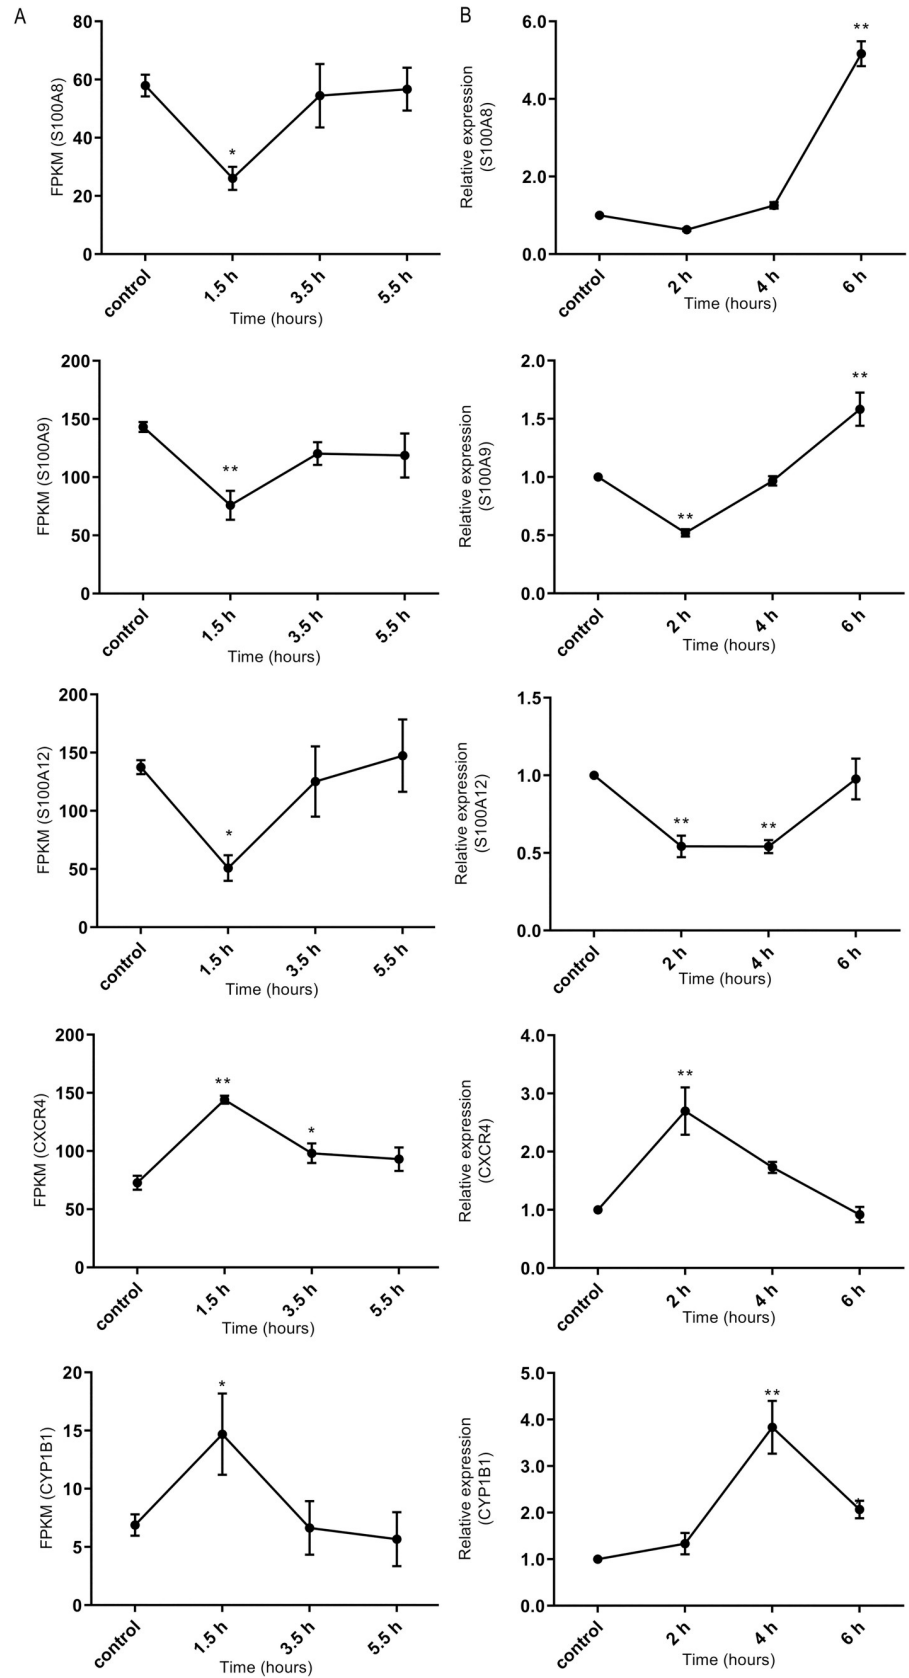 A
B
80
60
40
20
0
FPKM (S100A8)
*
control
1.5 h
3.5 h
5.5 h
Time (hours)
6.0
4.0
2.0
0.0
Relative expression
(S100A8)
**
control
2 h
4 h
6 h
Time (hours)
200
150
100
50
0
FPKM (S100A9)
**
control
1.5 h
3.5 h
5.5 h
Time (hours)
2.0
1.5
1.0
0.5
0.0
Relative expression
(S100A9)
**
**
control
2 h
4 h
6 h
Time (hours)
200
150
100
50
0
FPKM (S100A12)
*
control
1.5 h
3.5 h
5.5 h
Time (hours)
1.5
1.0
0.5
0.0
Relative expression
(S100A12)
**
**
control
2 h
4 h
6 h
Time (hours)
200
150
100
50
0
FPKM (CXCR4)
**
*
control
1.5 h
3.5 h
5.5 h
Time (hours)
4.0
3.0
2.0
1.0
0.0
Relative expression
(CXCR4)
**
control
2 h
4 h
6 h
Time (hours)
20
15
10
5
0
FPKM (CYP1B1)
*
control
1.5 h
3.5 h
5.5 h
Time (hours)
5.0
4.0
3.0
2.0
1.0
0.0
Relative expression
(CYP1B1)
**
*
control
2 h
4 h
6 h
Time (hours)